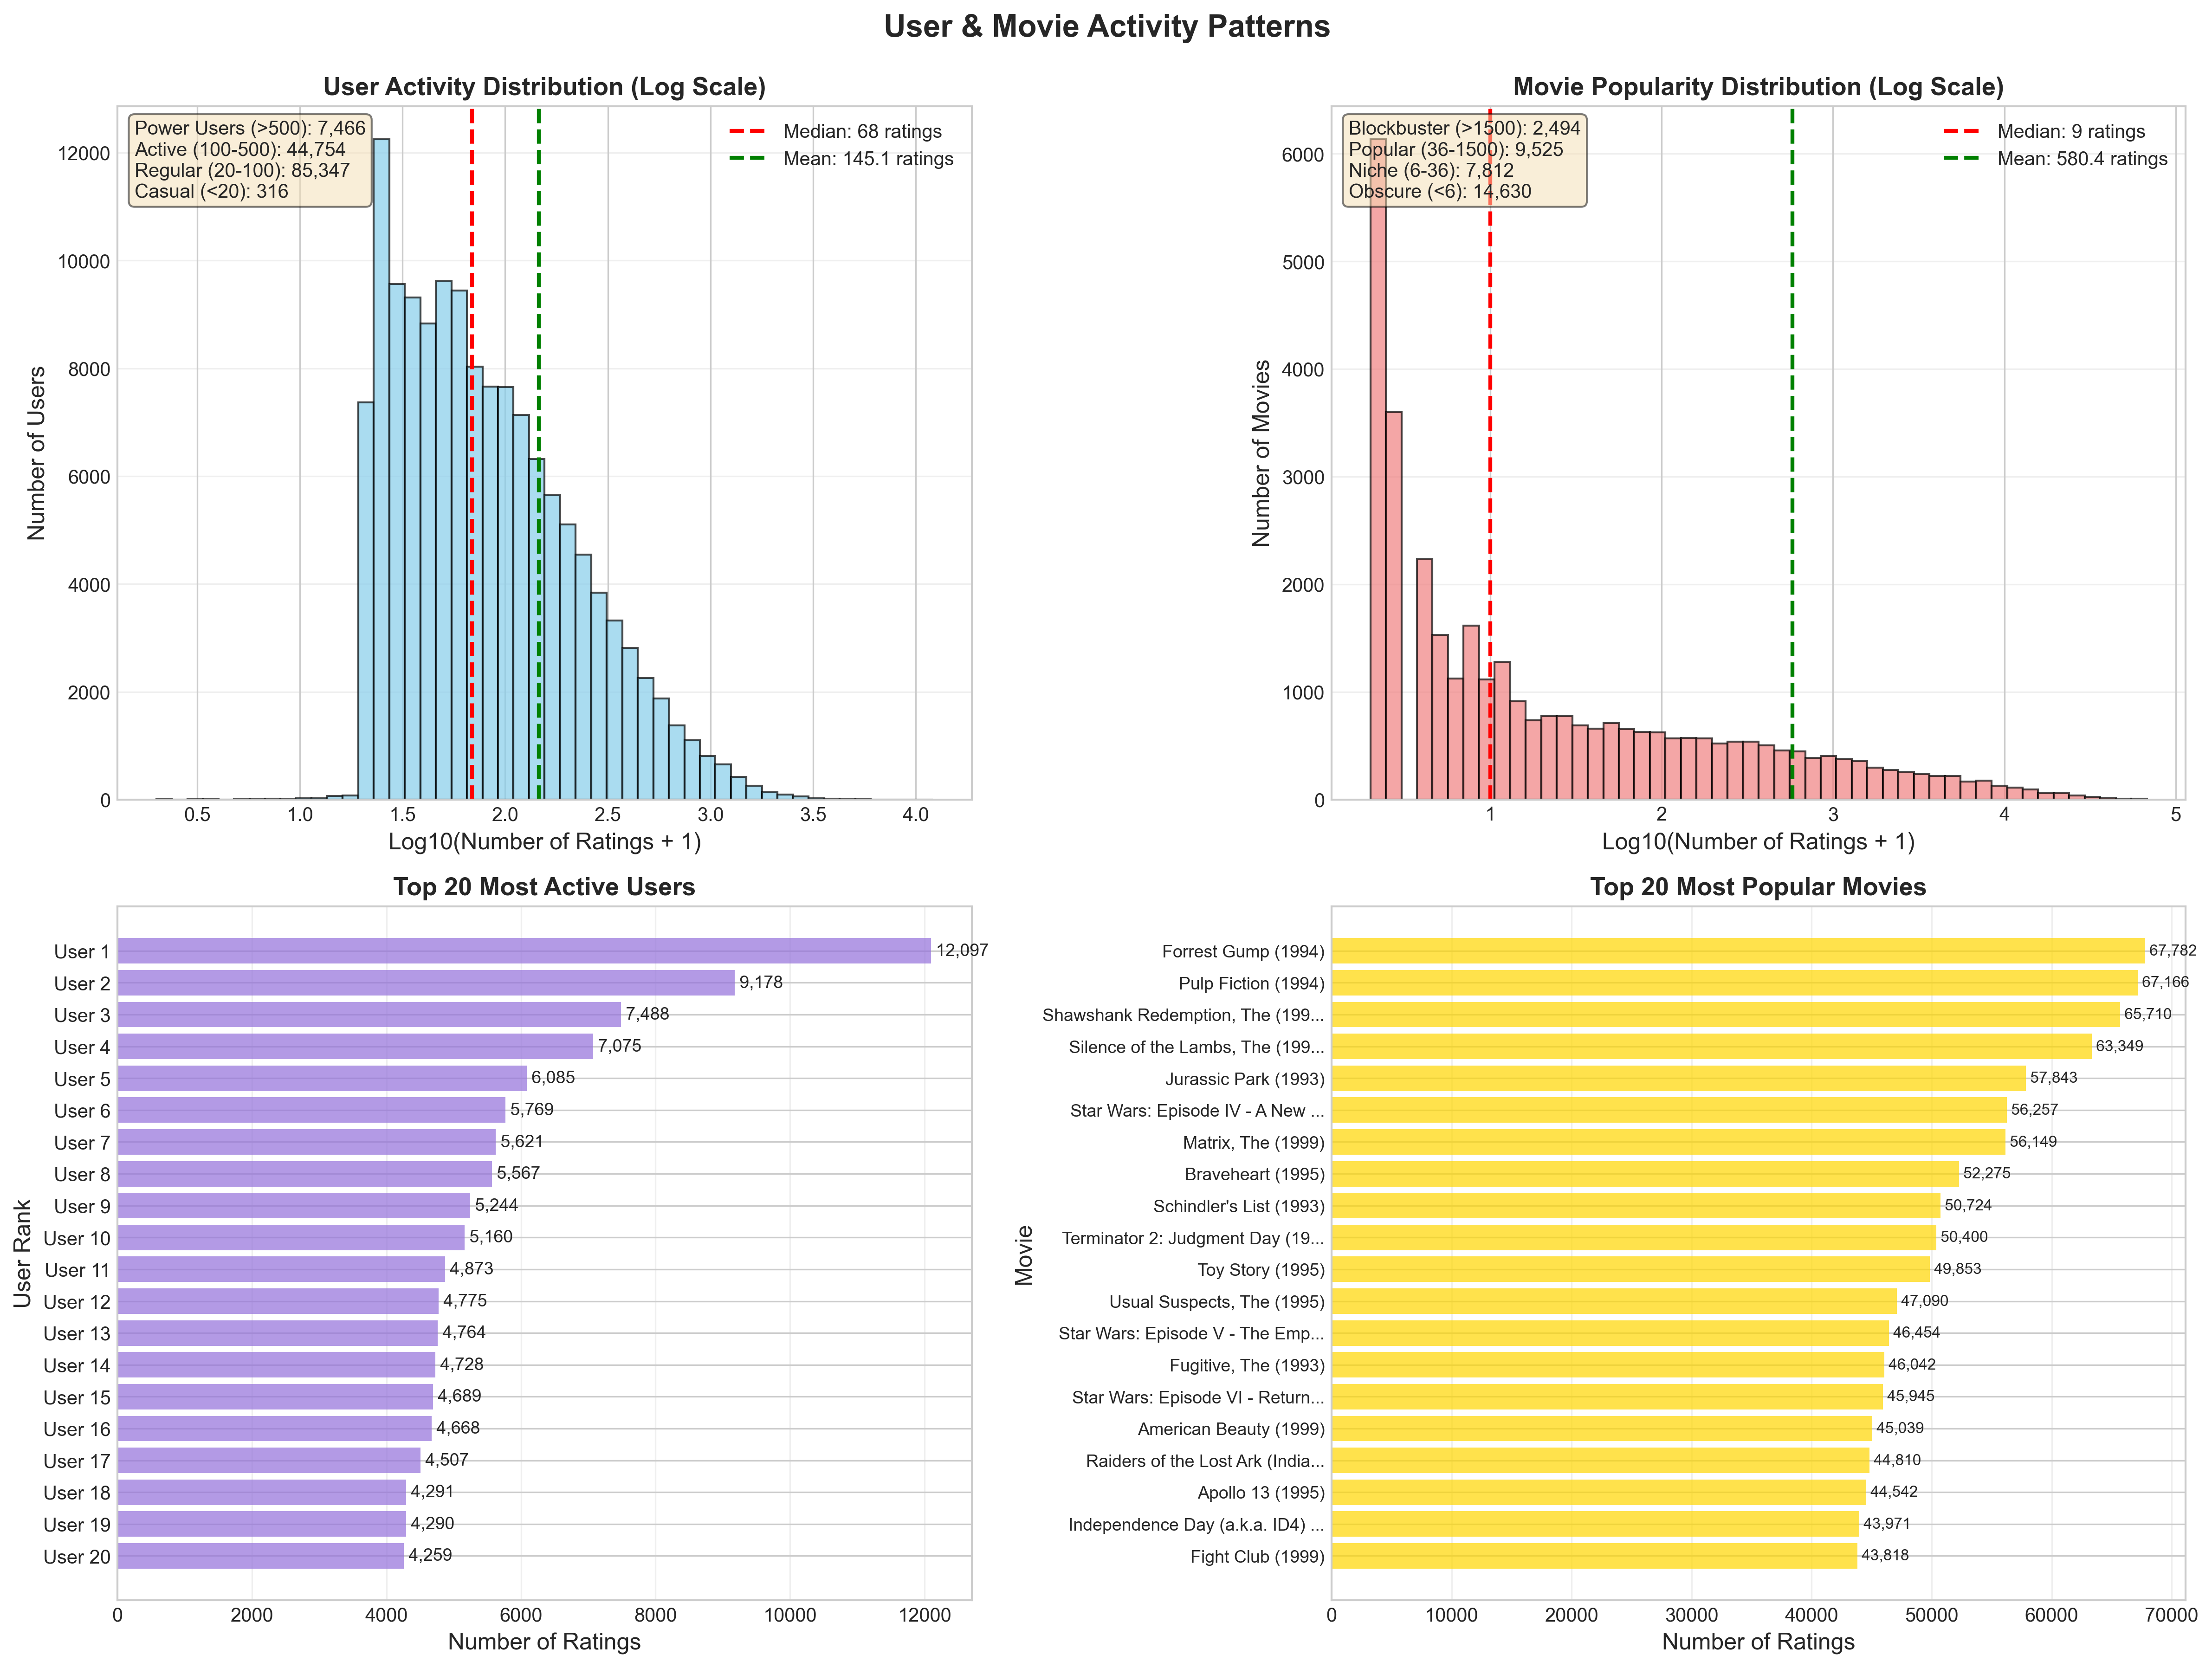 User & Movie Activity Patterns
User Activity Distribution (Log Scale)
Power Users (>500): 7,466
Active (100-500): 44,754
Regular (20-100): 85,347
Casual (<20): 316
Median: 68 ratings
Mean: 145.1 ratings
Number of Users
12000
10000
8000
6000
4000
2000
0
0.5 1.0 1.5 2.0 2.5 3.0 3.5 4.0
Log10(Number of Ratings + 1)
Movie Popularity Distribution (Log Scale)
Blockbuster (>1500): 2,494
Popular (36-1500): 9,525
Niche (6-36): 7,812
Obscure (<6): 14,630
Median: 9 ratings
Mean: 580.4 ratings
Number of Movies
6000
5000
4000
3000
2000
1000
0
1 2 3 4 5
Log10(Number of Ratings + 1)
Top 20 Most Active Users
User Rank
User 1 12,097
User 2 9,178
User 3 7,488
User 4 7,075
User 5 6,085
User 6 5,769
User 7 5,621
User 8 5,567
User 9 5,244
User 10 5,160
User 11 4,873
User 12 4,775
User 13 4,764
User 14 4,728
User 15 4,689
User 16 4,668
User 17 4,507
User 18 4,291
User 19 4,290
User 20 4,259
0 2000 4000 6000 8000 10000 12000
Number of Ratings
Top 20 Most Popular Movies
Movie
Forrest Gump (1994) 67,782
Pulp Fiction (1994) 67,166
Shawshank Redemption, The (199... 65,710
Silence of the Lambs, The (199... 63,349
Jurassic Park (1993) 57,843
Star Wars: Episode IV - A New ... 56,257
Matrix, The (1999) 56,149
Braveheart (1995) 52,275
Schindler's List (1993) 50,724
Terminator 2: Judgment Day (19... 50,400
Toy Story (1995) 49,853
Usual Suspects, The (1995) 47,090
Star Wars: Episode V - The Emp... 46,454
Fugitive, The (1993) 46,042
Star Wars: Episode VI - Return... 45,945
American Beauty (1999) 45,039
Raiders of the Lost Ark (India... 44,810
Apollo 13 (1995) 44,542
Independence Day (a.k.a. ID4) ... 43,971
Fight Club (1999) 43,818
0 10000 20000 30000 40000 50000 60000 70000
Number of Ratings